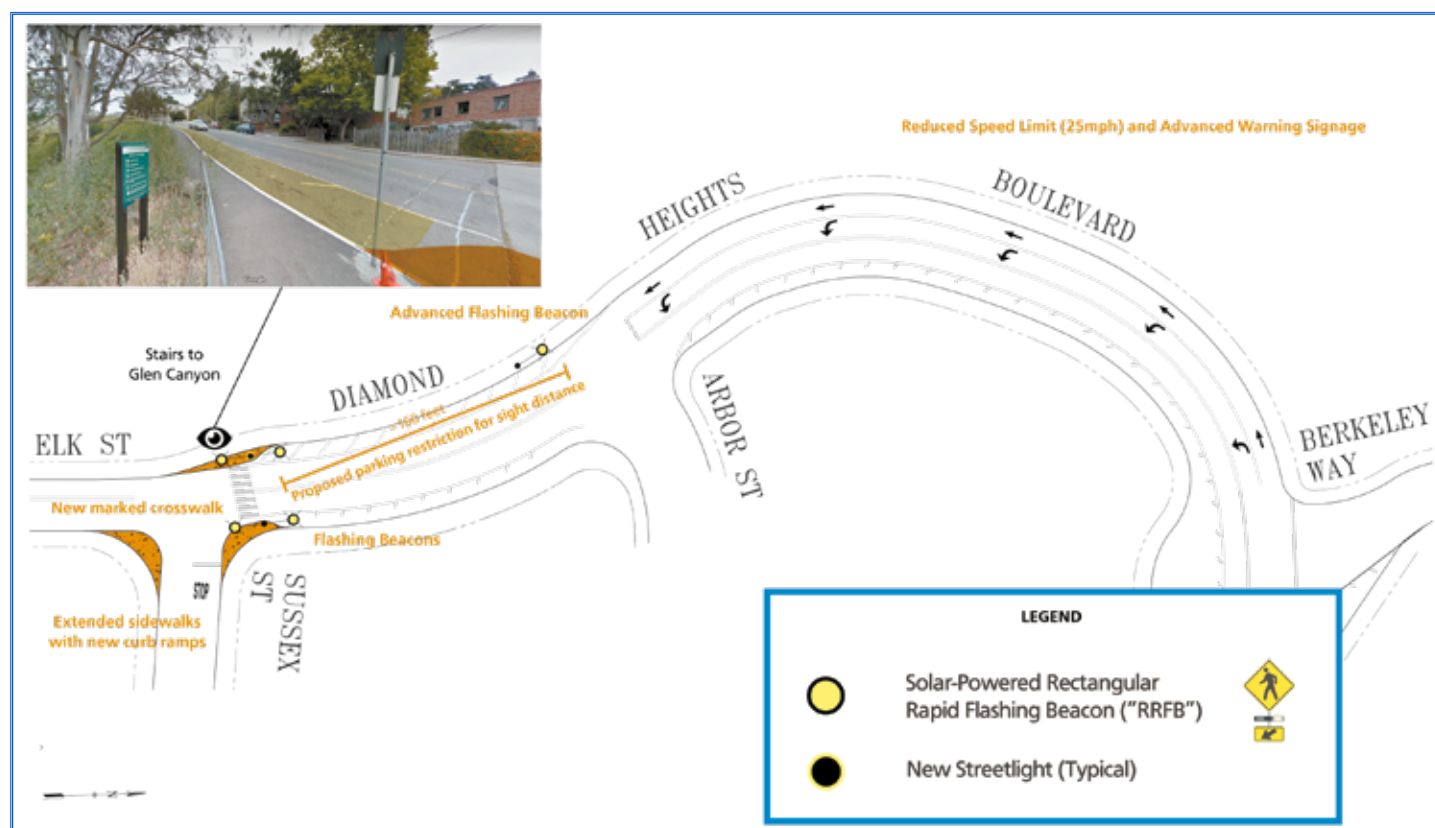 Reduced Speed Limit (25mph) and Advanced Warning Signage
HEIGHTS
BOULEVARD
Advanced Flashing Beacon
Stairs to
Glen Canyon
DIAMOND
~160 feet
Proposed parking restriction for sight distance
ARBOR ST
ELK ST
BERKELEY
WAY
New marked crosswalk
Flashing Beacons
STOP
SUSSEX
ST
Extended sidewalks
with new curb ramps
LEGEND
Solar-Powered Rectangular
Rapid Flashing Beacon ("RRFB")
New Streetlight (Typical)
N